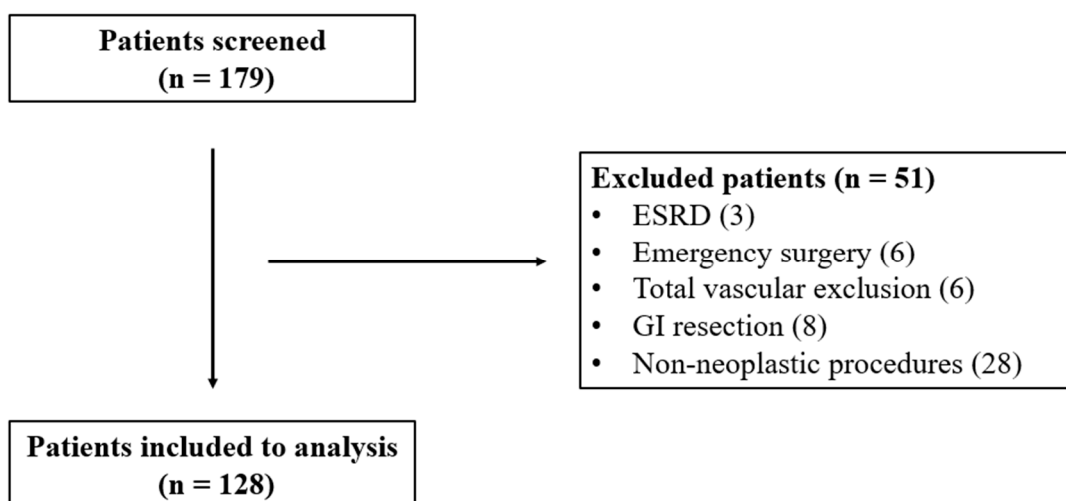 Patients screened
(n = 179)
Excluded patients (n = 51)
• ESRD (3)
• Emergency surgery (6)
• Total vascular exclusion (6)
• GI resection (8)
• Non-neoplastic procedures (28)
Patients included to analysis
(n = 128)